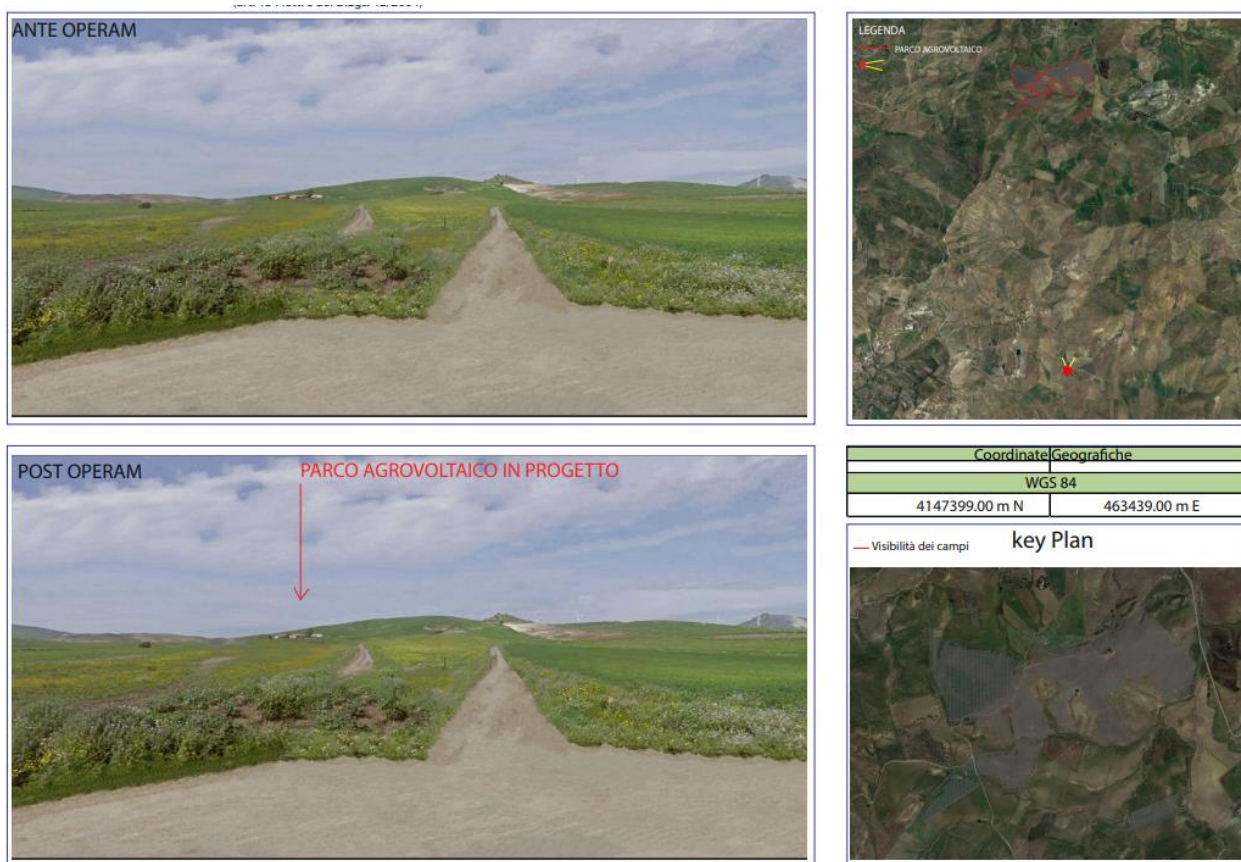 ANTE OPERAM
LEGENDA
PARCO AGROVOLTAICO
POST OPERAM
PARCO AGROVOLTAICO IN PROGETTO
Coordinate Geografiche
WGS 84
4147399.00 m N 463439.00 m E
Visibilità dei campi
key Plan